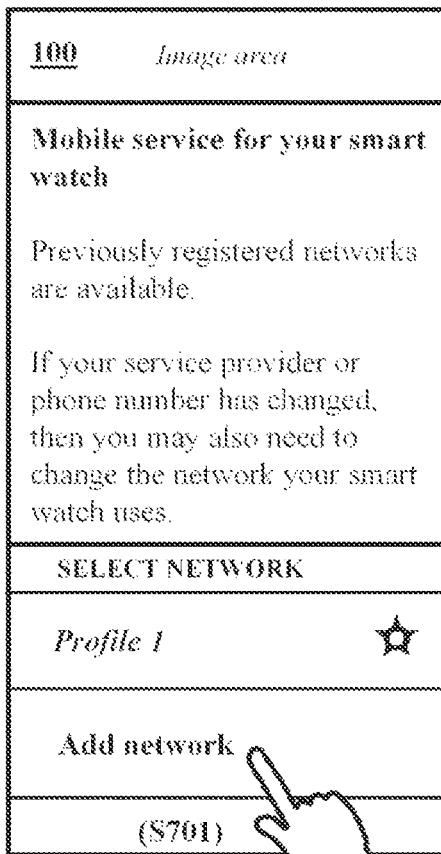 100 Image area
Mobile service for your smart
watch
Previously registered networks
are available.
If your service provider or
phone number has changed,
then you may also need to
change the network your smart
watch uses.
SELECT NETWORK
Profile 1
Add network
(S701)